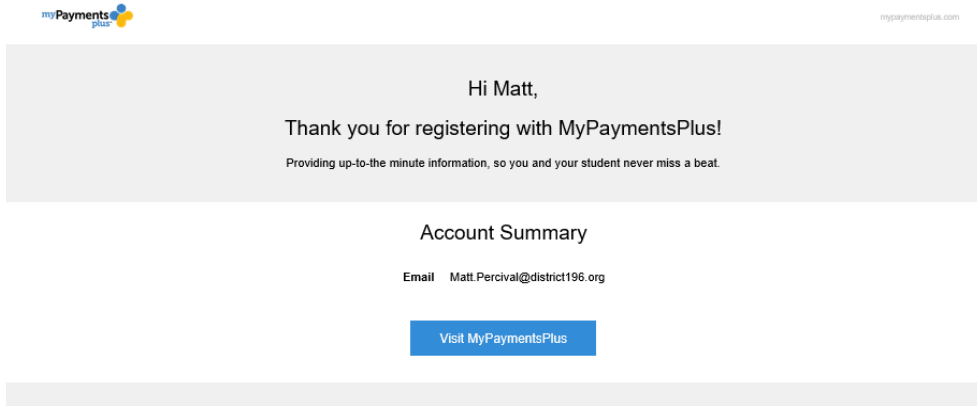 myPayments
plus
mypaymentsplus.com
Hi Matt,
Thank you for registering with MyPaymentsPlus!
Providing up-to-the minute information, so you and your student never miss a beat.
Account Summary
Email Matt.Percival@district196.org
Visit MyPaymentsPlus